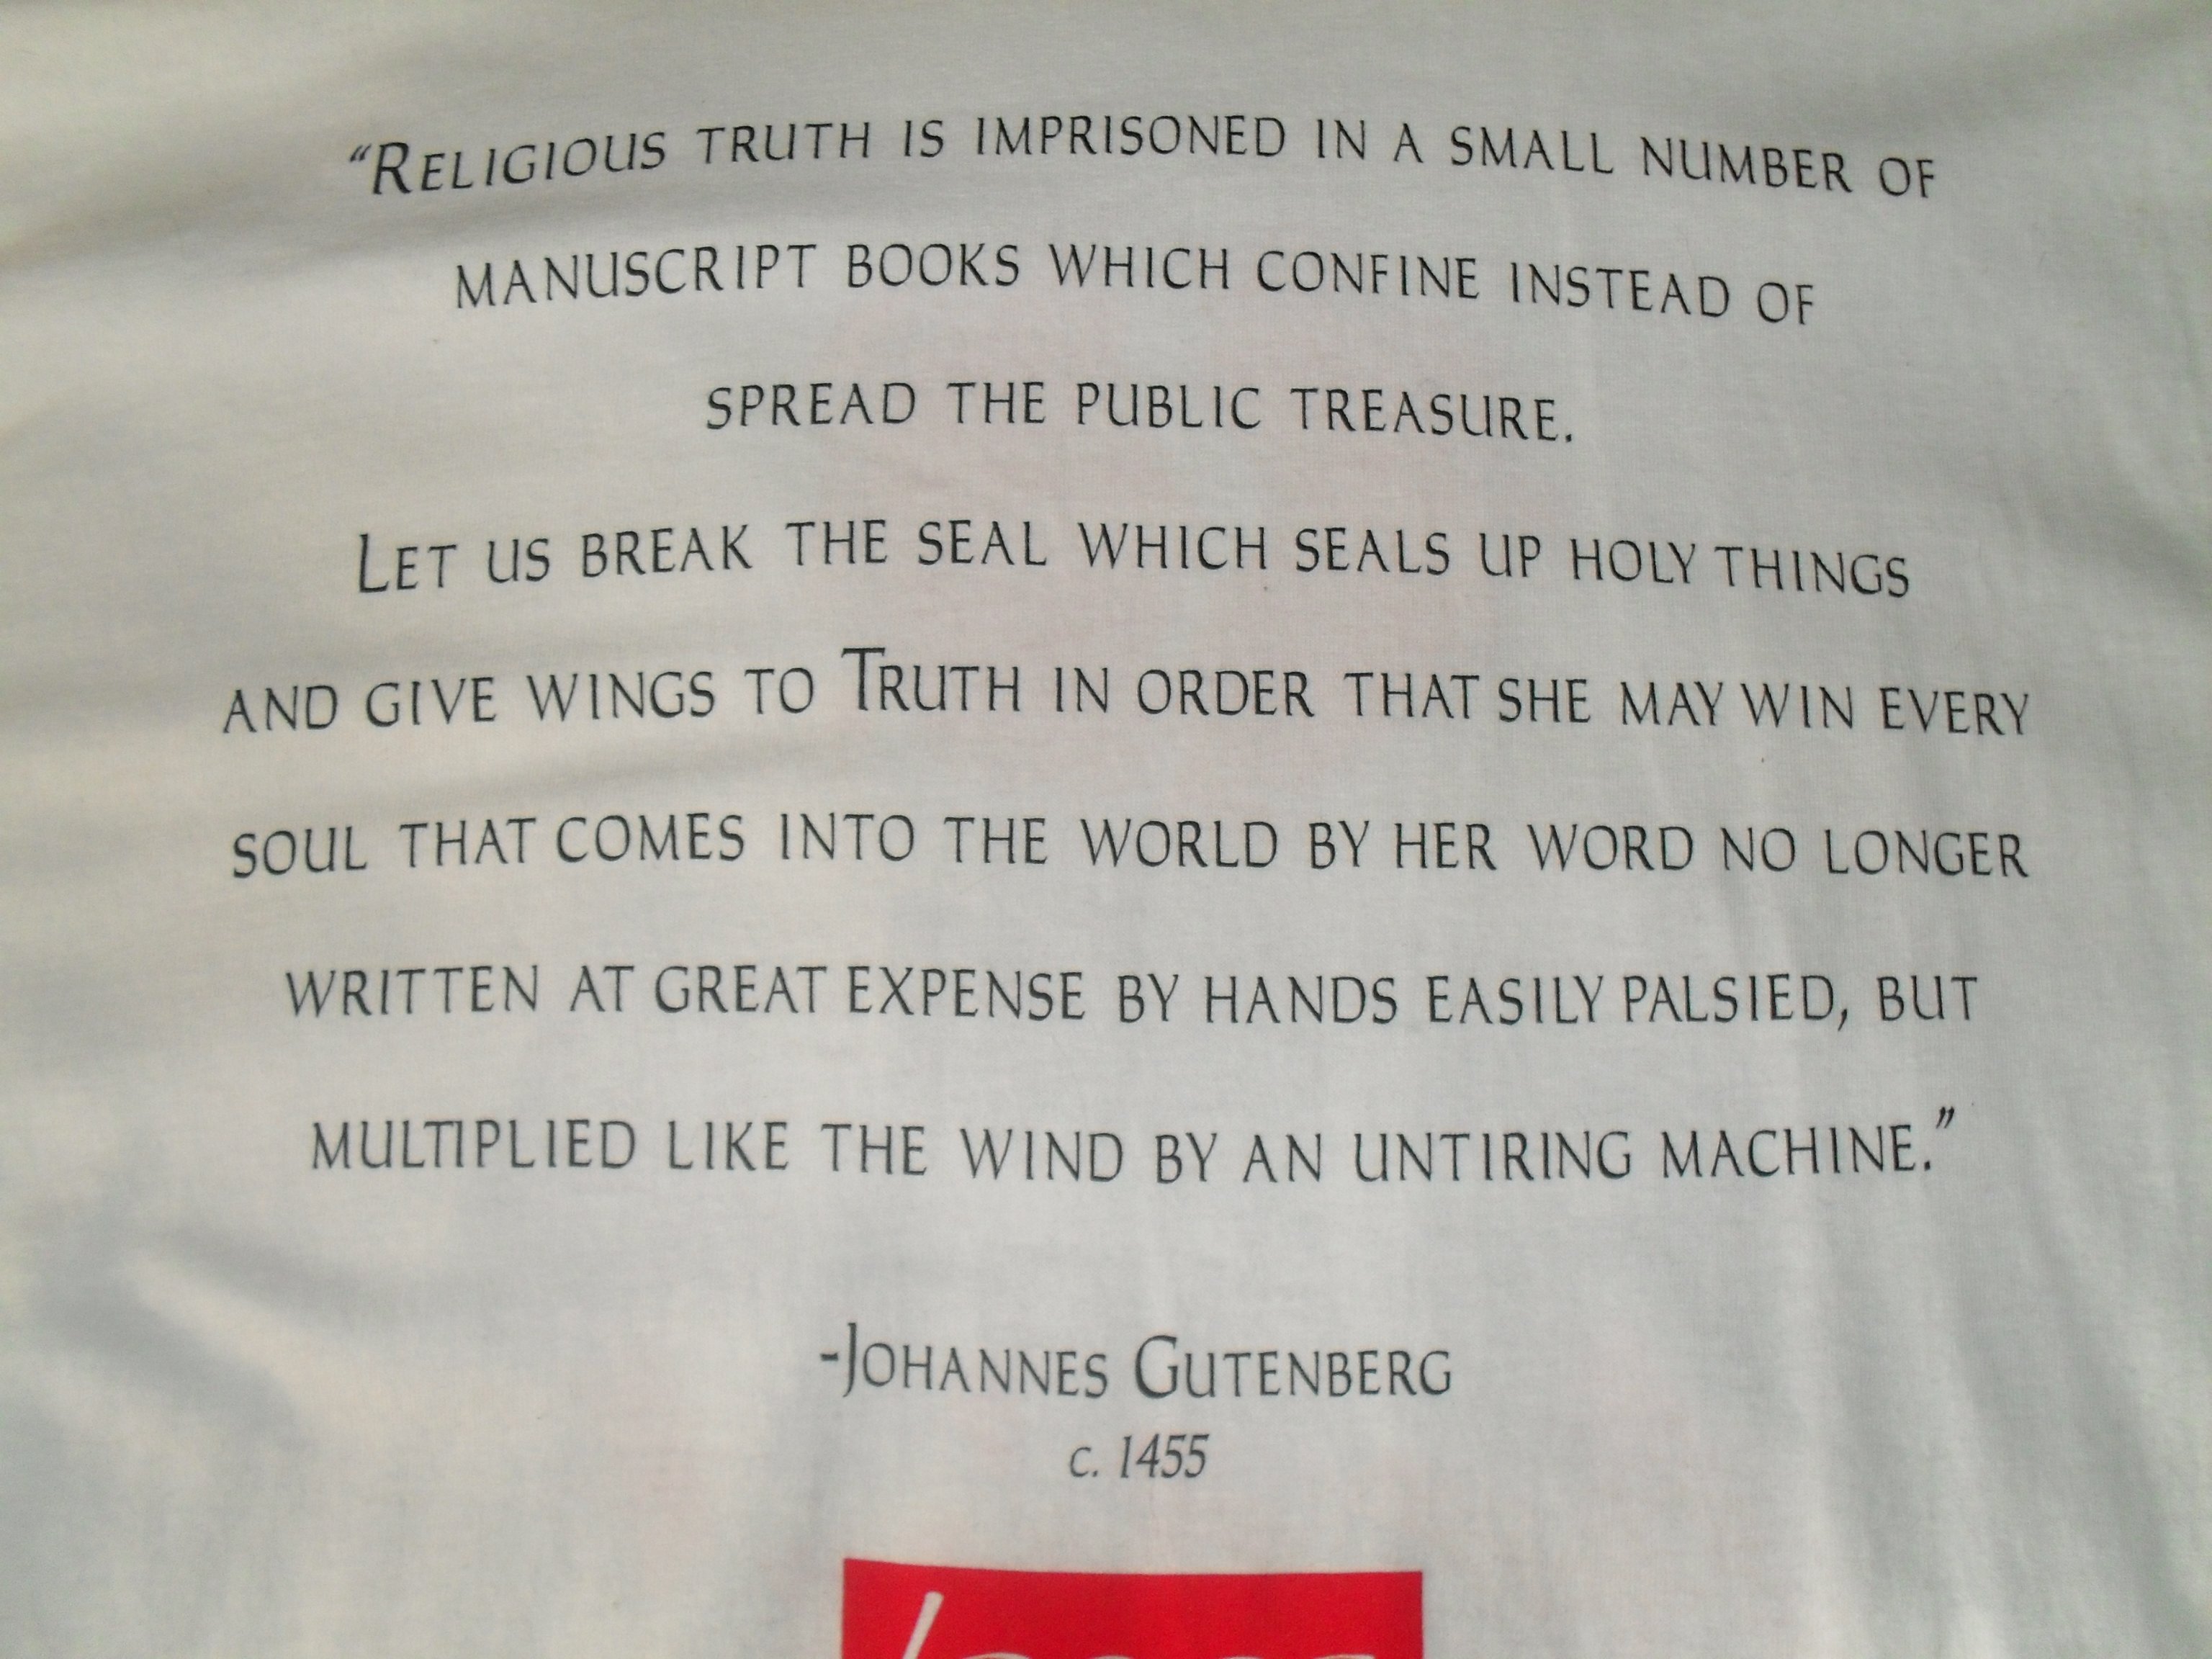 “Religious truth is imprisoned in a small number of
manuscript books which confine instead of
spread the public treasure.
Let us break the seal which seals up holy things
and give wings to Truth in order that she may win every
soul that comes into the world by her word no longer
written at great expense by hands easily palsied, but
multiplied like the wind by an untiring machine.”
-Johannes Gutenberg
c. 1455